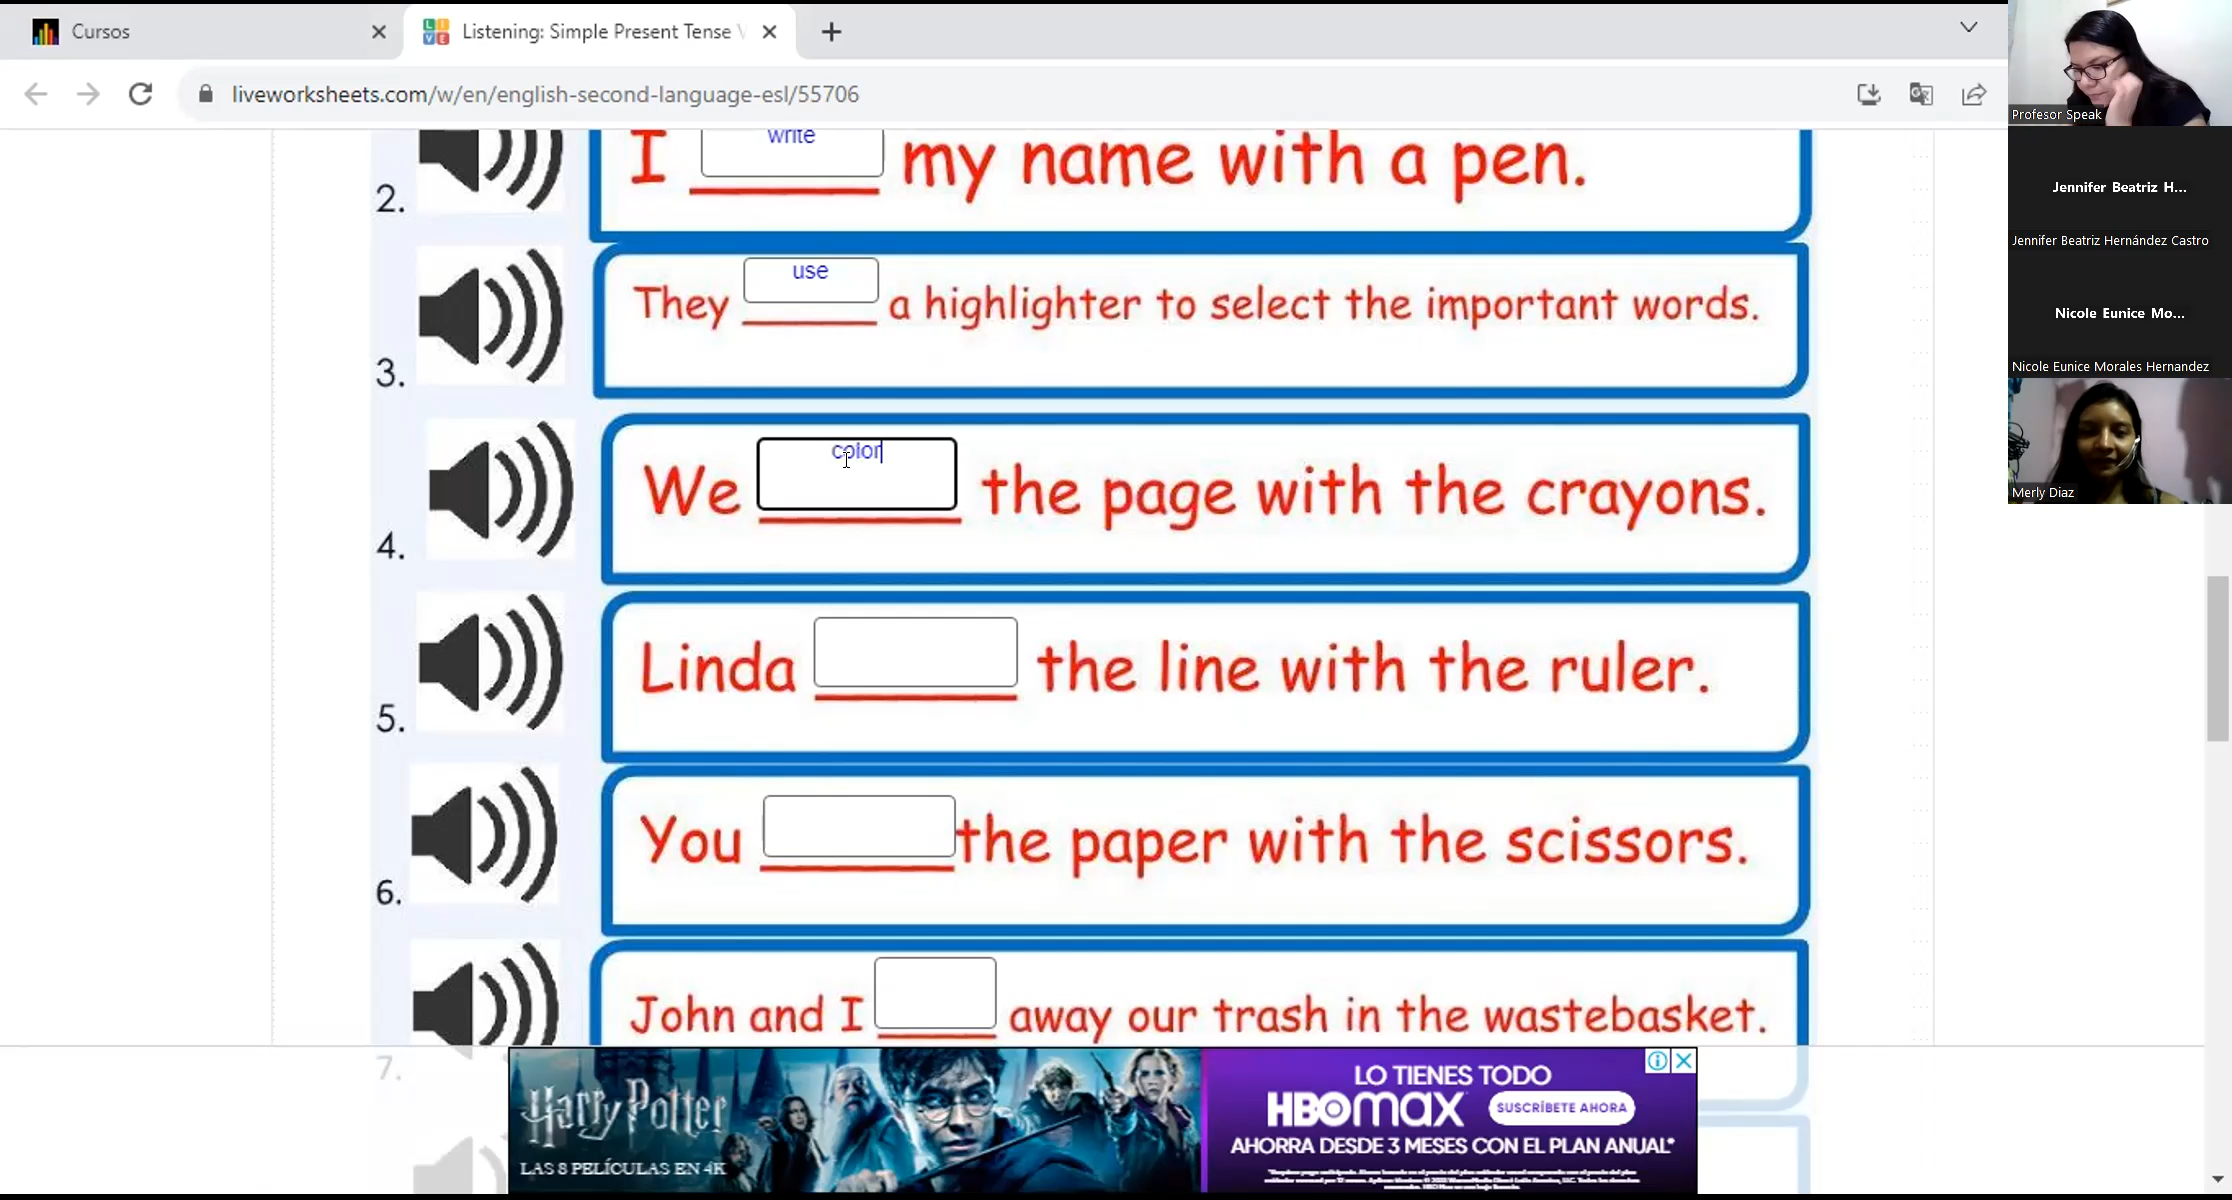 Cursos
Listening: Simple Present Tense
liveworksheets.com/w/en/english-second-language-esl/55706
Profesor Speak
Jennifer Beatriz H...
Jennifer Beatriz Hernández Castro
Nicole Eunice Mo...
Nicole Eunice Morales Hernandez
Merly Diaz
2. I write my name with a pen.
3. They use a highlighter to select the important words.
4. We color the page with the crayons.
5. Linda the line with the ruler.
6. You the paper with the scissors.
7. John and I away our trash in the wastebasket.
Harry Potter
LAS 8 PELÍCULAS EN 4K
LO TIENES TODO
HBOMAX SUSCRÍBETE AHORA
AHORRA DESDE 3 MESES CON EL PLAN ANUAL*